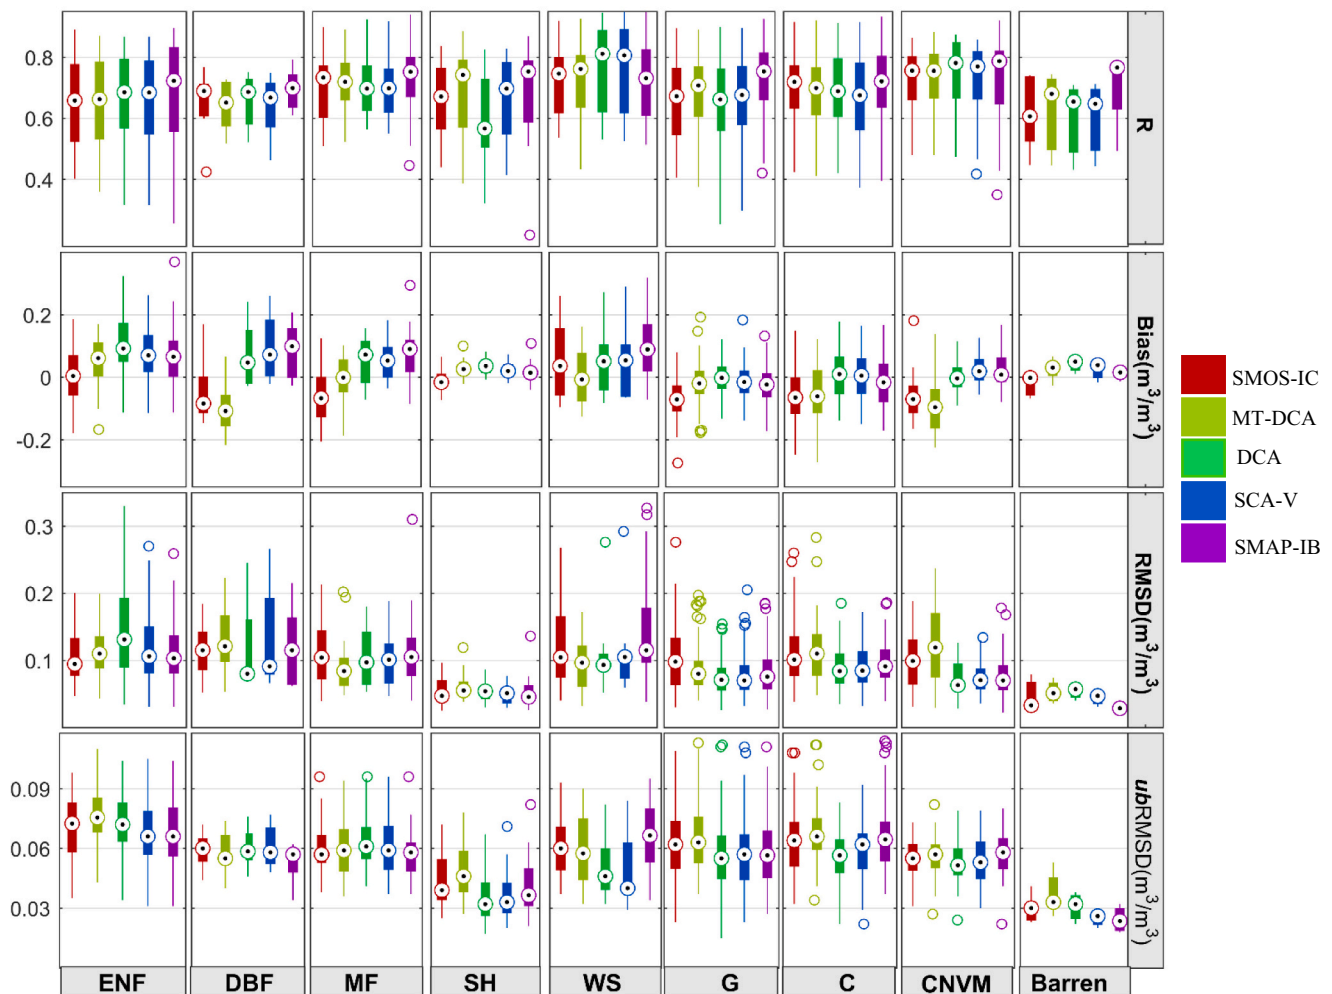 0.8
0.6
0.4
R
0.2
0
-0.2
Bias(m³/m³)
0.3
0.2
0.1
RMSD(m³/m³)
0.09
0.06
0.03
ubRMSD(m³/m³)
ENF
DBF
MF
SH
WS
G
C
CNVM
Barren
SMOS-IC
MT-DCA
DCA
SCA-V
SMAP-IB